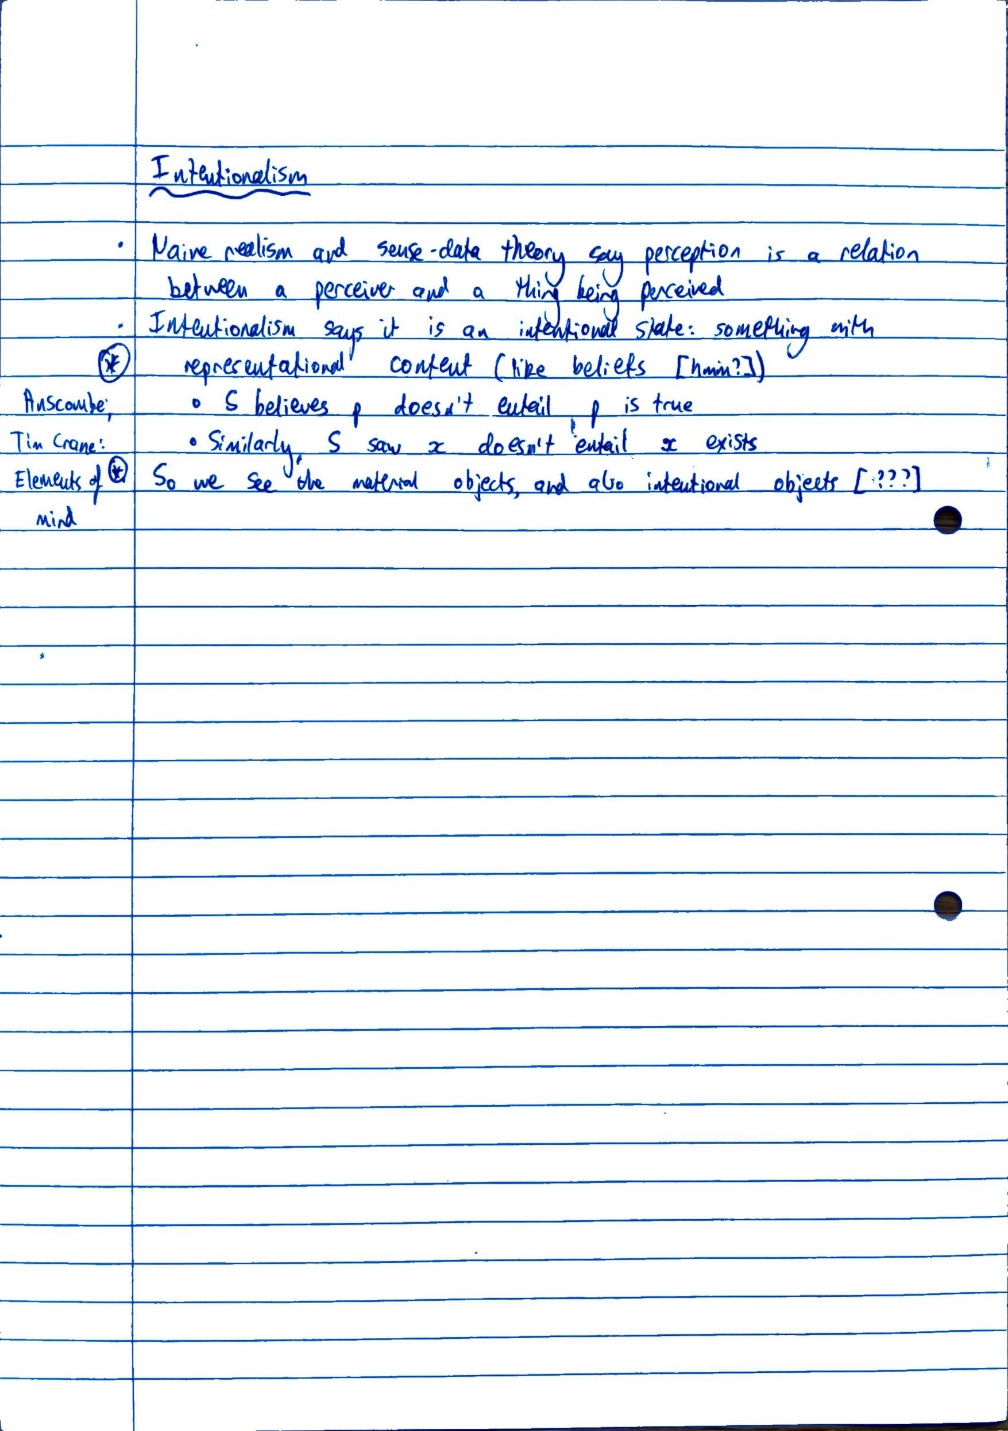 Intentionalism
• Naive realism and sense-data theory say perception is a relation
between a perceiver and a thing being perceived
• Intentionalism says it is an intentional state: something with
* representational content (like beliefs [hmm?])
Anscombe; ◦ S believes p doesn't entail p is true
Tim Crane: • Similarly, S saw x doesn't entail x exists
Elements of * So we see the material objects, and also intentional objects [???]
mind